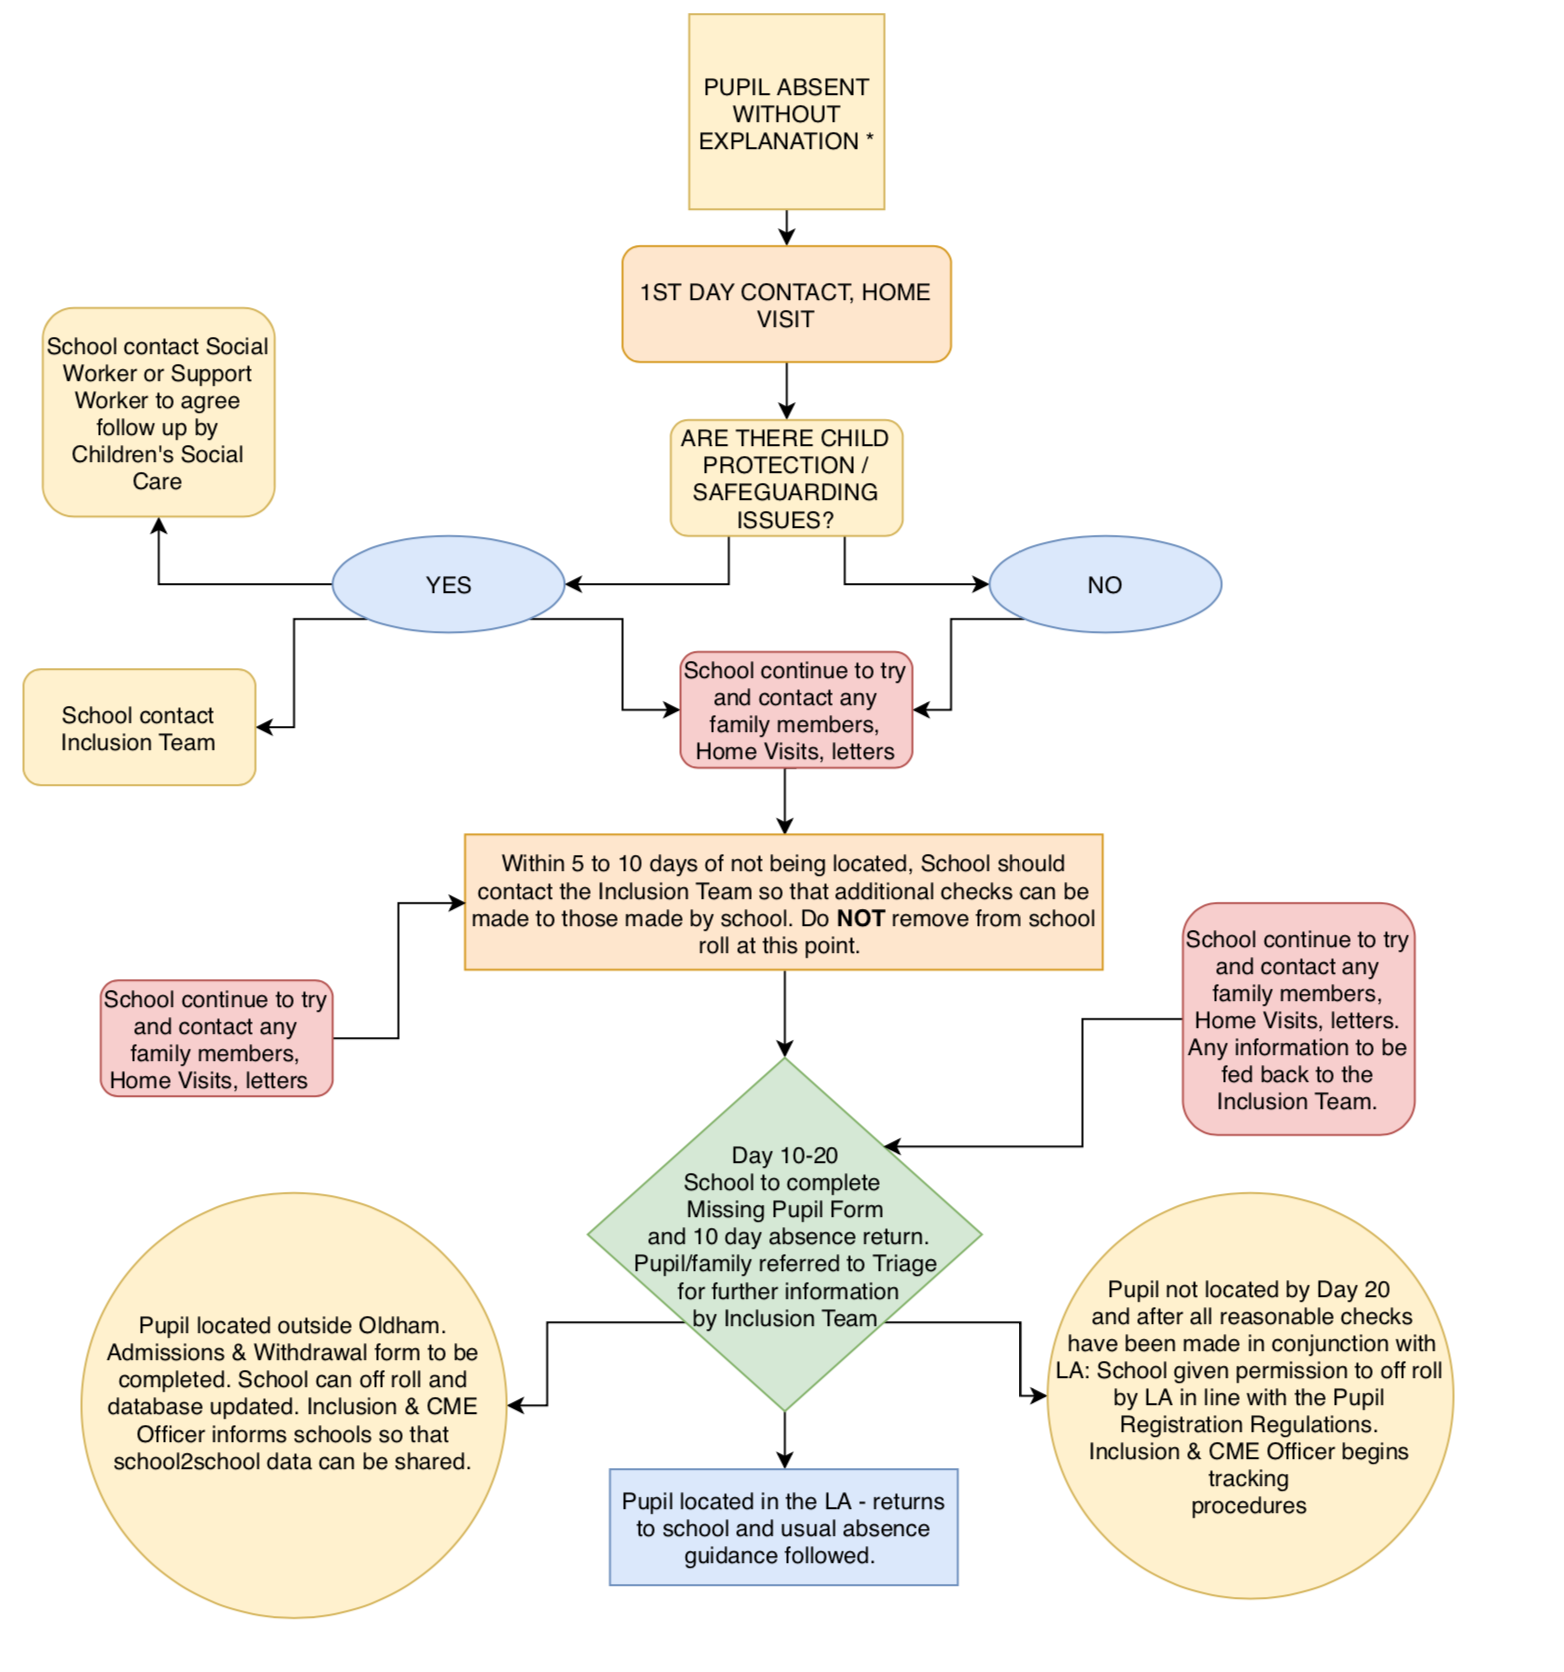 PUPIL ABSENT
WITHOUT
EXPLANATION *
1ST DAY CONTACT, HOME
VISIT
School contact Social
Worker or Support
Worker to agree
follow up by
Children's Social
Care
ARE THERE CHILD
PROTECTION /
SAFEGUARDING
ISSUES?
YES
NO
School contact
Inclusion Team
School continue to try
and contact any
family members,
Home Visits, letters
Within 5 to 10 days of not being located, School should
contact the Inclusion Team so that additional checks can be
made to those made by school. Do NOT remove from school
roll at this point.
School continue to try
and contact any
family members,
Home Visits, letters
School continue to try
and contact any
family members,
Home Visits, letters.
Any information to be
fed back to the
Inclusion Team.
Day 10-20
School to complete
Missing Pupil Form
and 10 day absence return.
Pupil/family referred to Triage
for further information
by Inclusion Team
Pupil located outside Oldham.
Admissions & Withdrawal form to be
completed. School can off roll and
database updated. Inclusion & CME
Officer informs schools so that
school2school data can be shared.
Pupil not located by Day 20
and after all reasonable checks
have been made in conjunction with
LA: School given permission to off roll
by LA in line with the Pupil
Registration Regulations.
Inclusion & CME Officer begins
tracking
procedures
Pupil located in the LA - returns
to school and usual absence
guidance followed.